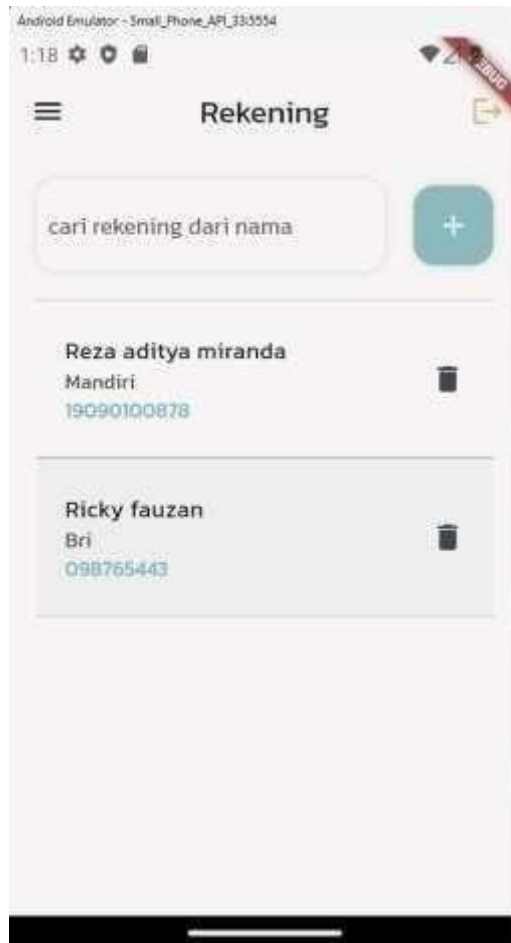 Android Emulator - Small_Phone_API_33:5554
1:18
DEBUG
Rekening
cari rekening dari nama
+
Reza aditya miranda
Mandiri
19090100878
Ricky fauzan
Bri
098765443